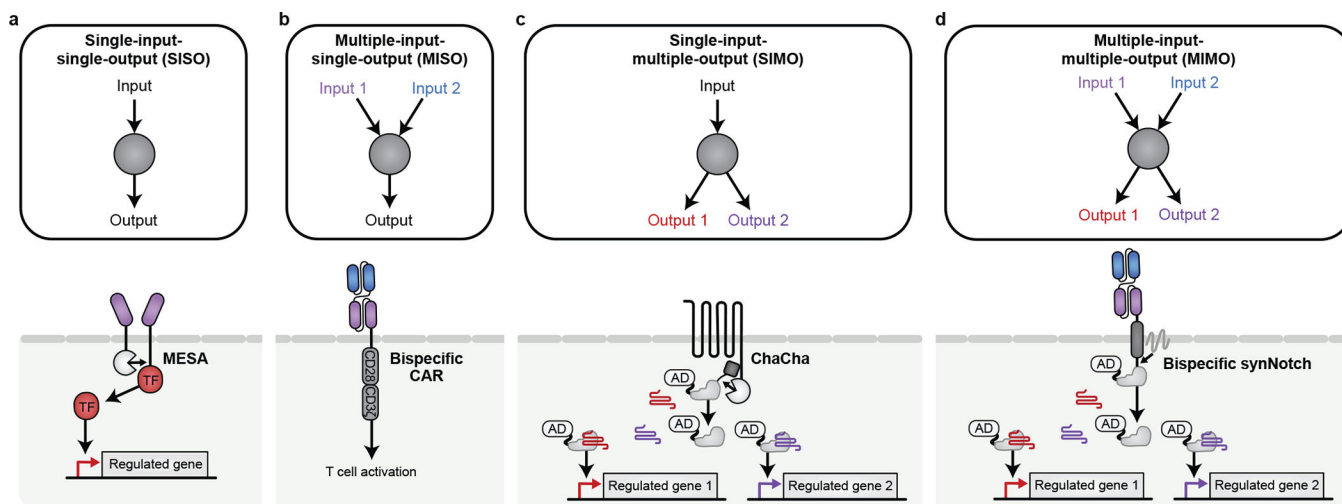 a
Single-input-
single-output (SISO)
Input
Output
MESA
TF
TF
Regulated gene
b
Multiple-input-
single-output (MISO)
Input 1
Input 2
Output
Bispecific
CAR
CD28
CD3ζ
T cell activation
c
Single-input-
multiple-output (SIMO)
Input
Output 1
Output 2
ChaCha
AD
AD
AD
AD
Regulated gene 1
Regulated gene 2
d
Multiple-input-
multiple-output (MIMO)
Input 1
Input 2
Output 1
Output 2
AD
Bispecific synNotch
AD
AD
AD
Regulated gene 1
Regulated gene 2